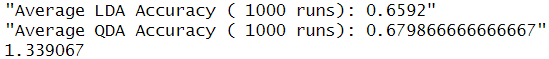 "Average LDA Accuracy ( 1000 runs): 0.6592"
"Average QDA Accuracy ( 1000 runs): 0.679866666666667"
1.339067